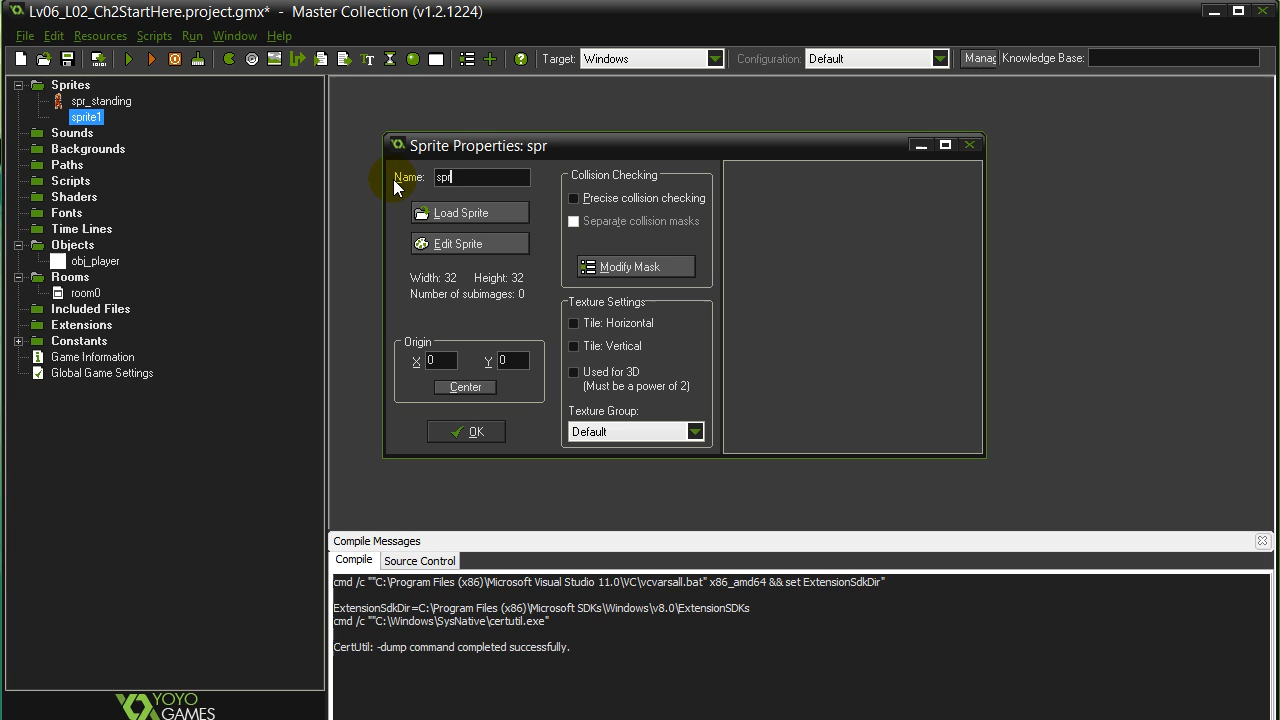 Lv06_L02_Ch2StartHere.project.gmx* - Master Collection (v1.2.1224)
File Edit Resources Scripts Run Window Help
Target: Windows Configuration: Default Manag Knowledge Base:
Sprites
spr_standing
sprite1
Sounds
Backgrounds
Paths
Scripts
Shaders
Fonts
Time Lines
Objects
obj_player
Rooms
room0
Included Files
Extensions
Constants
Game Information
Global Game Settings
YOYO
GAMES
Sprite Properties: spr
Name: spr
Load Sprite
Edit Sprite
Width: 32 Height: 32
Number of subimages: 0
Origin
X 0 Y 0
Center
OK
Collision Checking
Precise collision checking
Separate collision masks
Modify Mask
Texture Settings
Tile: Horizontal
Tile: Vertical
Used for 3D
(Must be a power of 2)
Texture Group:
Default
Compile Messages
Compile Source Control
cmd /c ""C:\Program Files (x86)\Microsoft Visual Studio 11.0\VC\vcvarsall.bat" x86_amd64 && set ExtensionSdkDir"
ExtensionSdkDir=C:\Program Files (x86)\Microsoft SDKs\Windows\v8.0\ExtensionSDKs
cmd /c ""C:\Windows\SysNative\certutil.exe"
CertUtil: -dump command completed successfully.